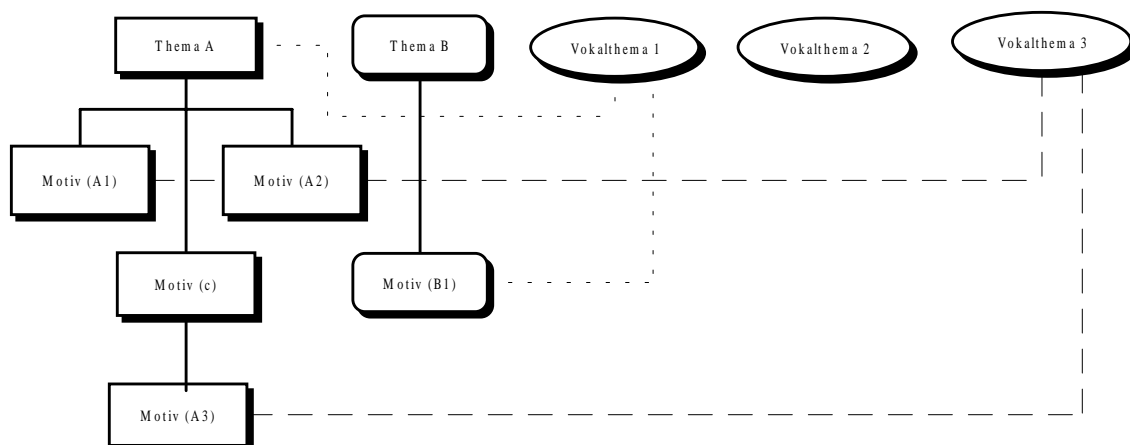 Thema A
Thema B
Vokalthema 1
Vokalthema 2
Vokalthema 3
Motiv (A1)
Motiv (A2)
Motiv (c)
Motiv (B1)
Motiv (A3)